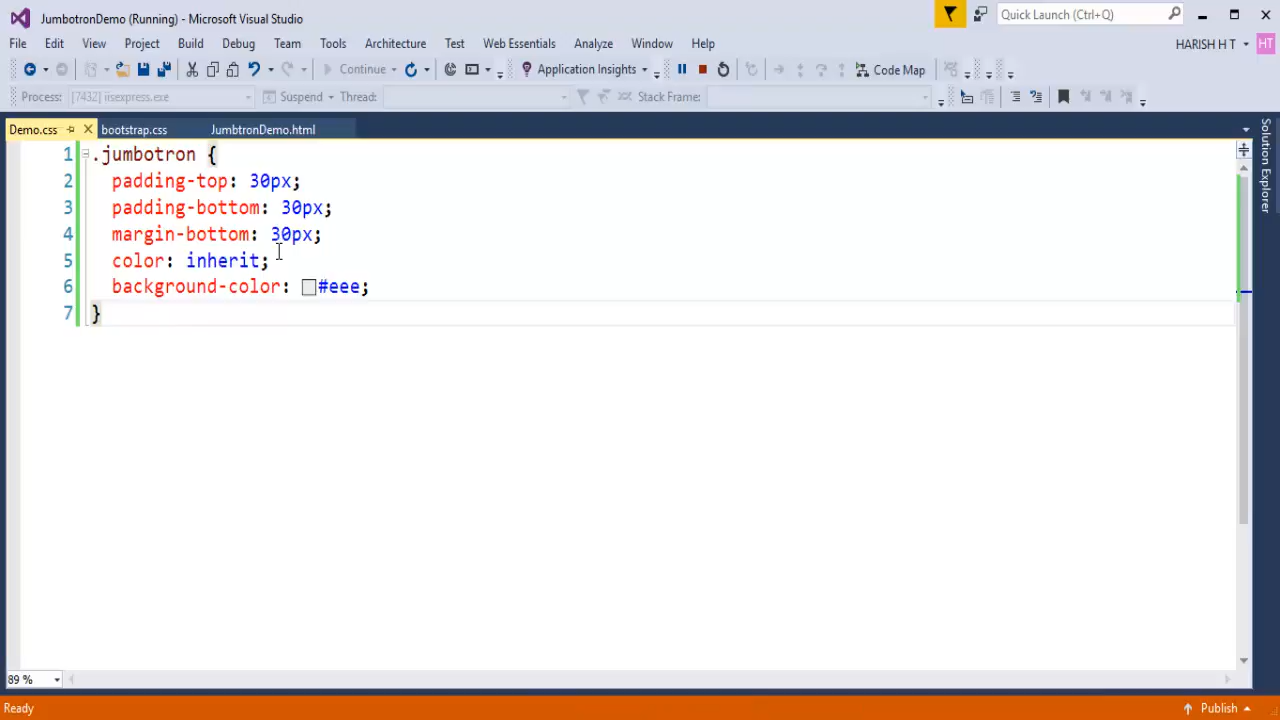 JumbotronDemo (Running) - Microsoft Visual Studio
Quick Launch (Ctrl+Q)
File Edit View Project Build Debug Team Tools Architecture Test Web Essentials Analyze Window Help
HARISH H T HT
Continue Application Insights Code Map
Process: [7432] iisexpress.exe Suspend Thread: Stack Frame:
Demo.css bootstrap.css JumbtronDemo.html
Solution Explorer
1 .jumbotron {
2 padding-top: 30px;
3 padding-bottom: 30px;
4 margin-bottom: 30px;
5 color: inherit;
6 background-color: #eee;
7 }
89 %
Ready
Publish